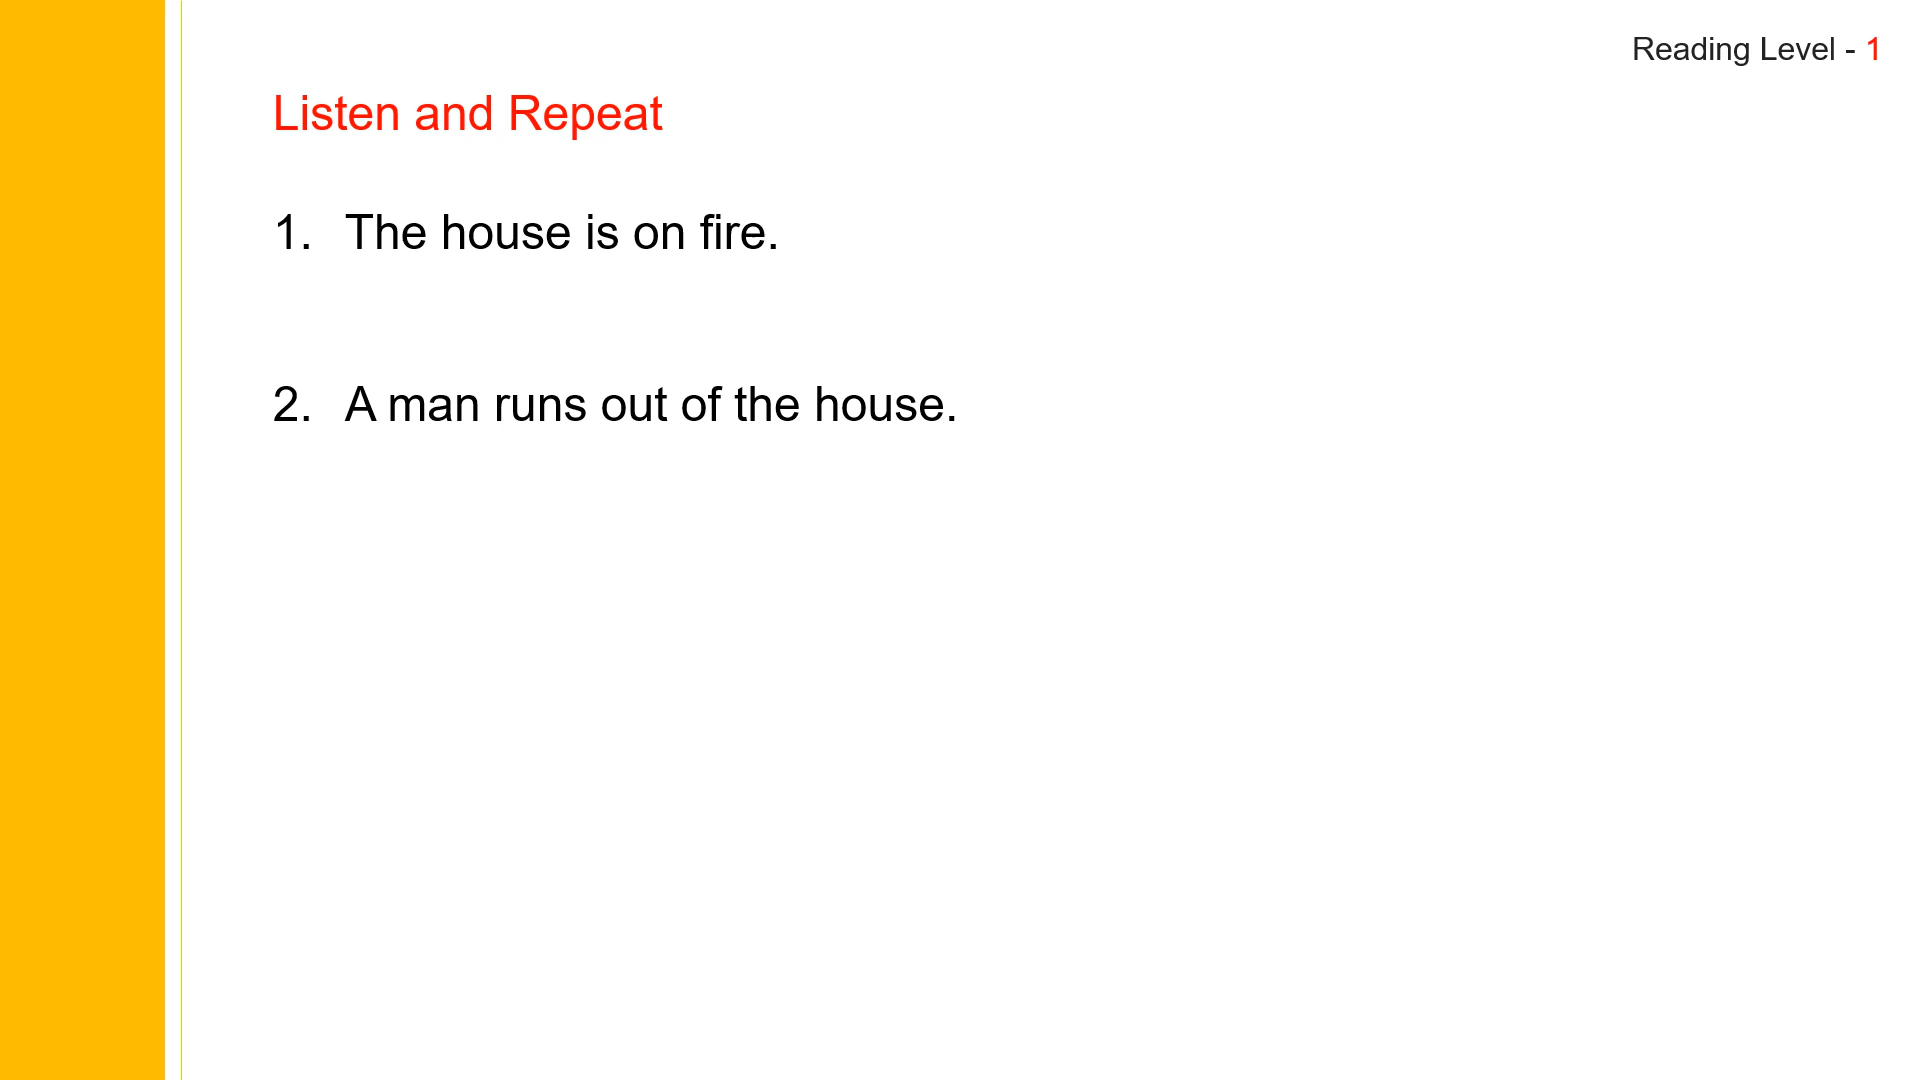 Reading Level - 1
Listen and Repeat
1. The house is on fire.
2. A man runs out of the house.